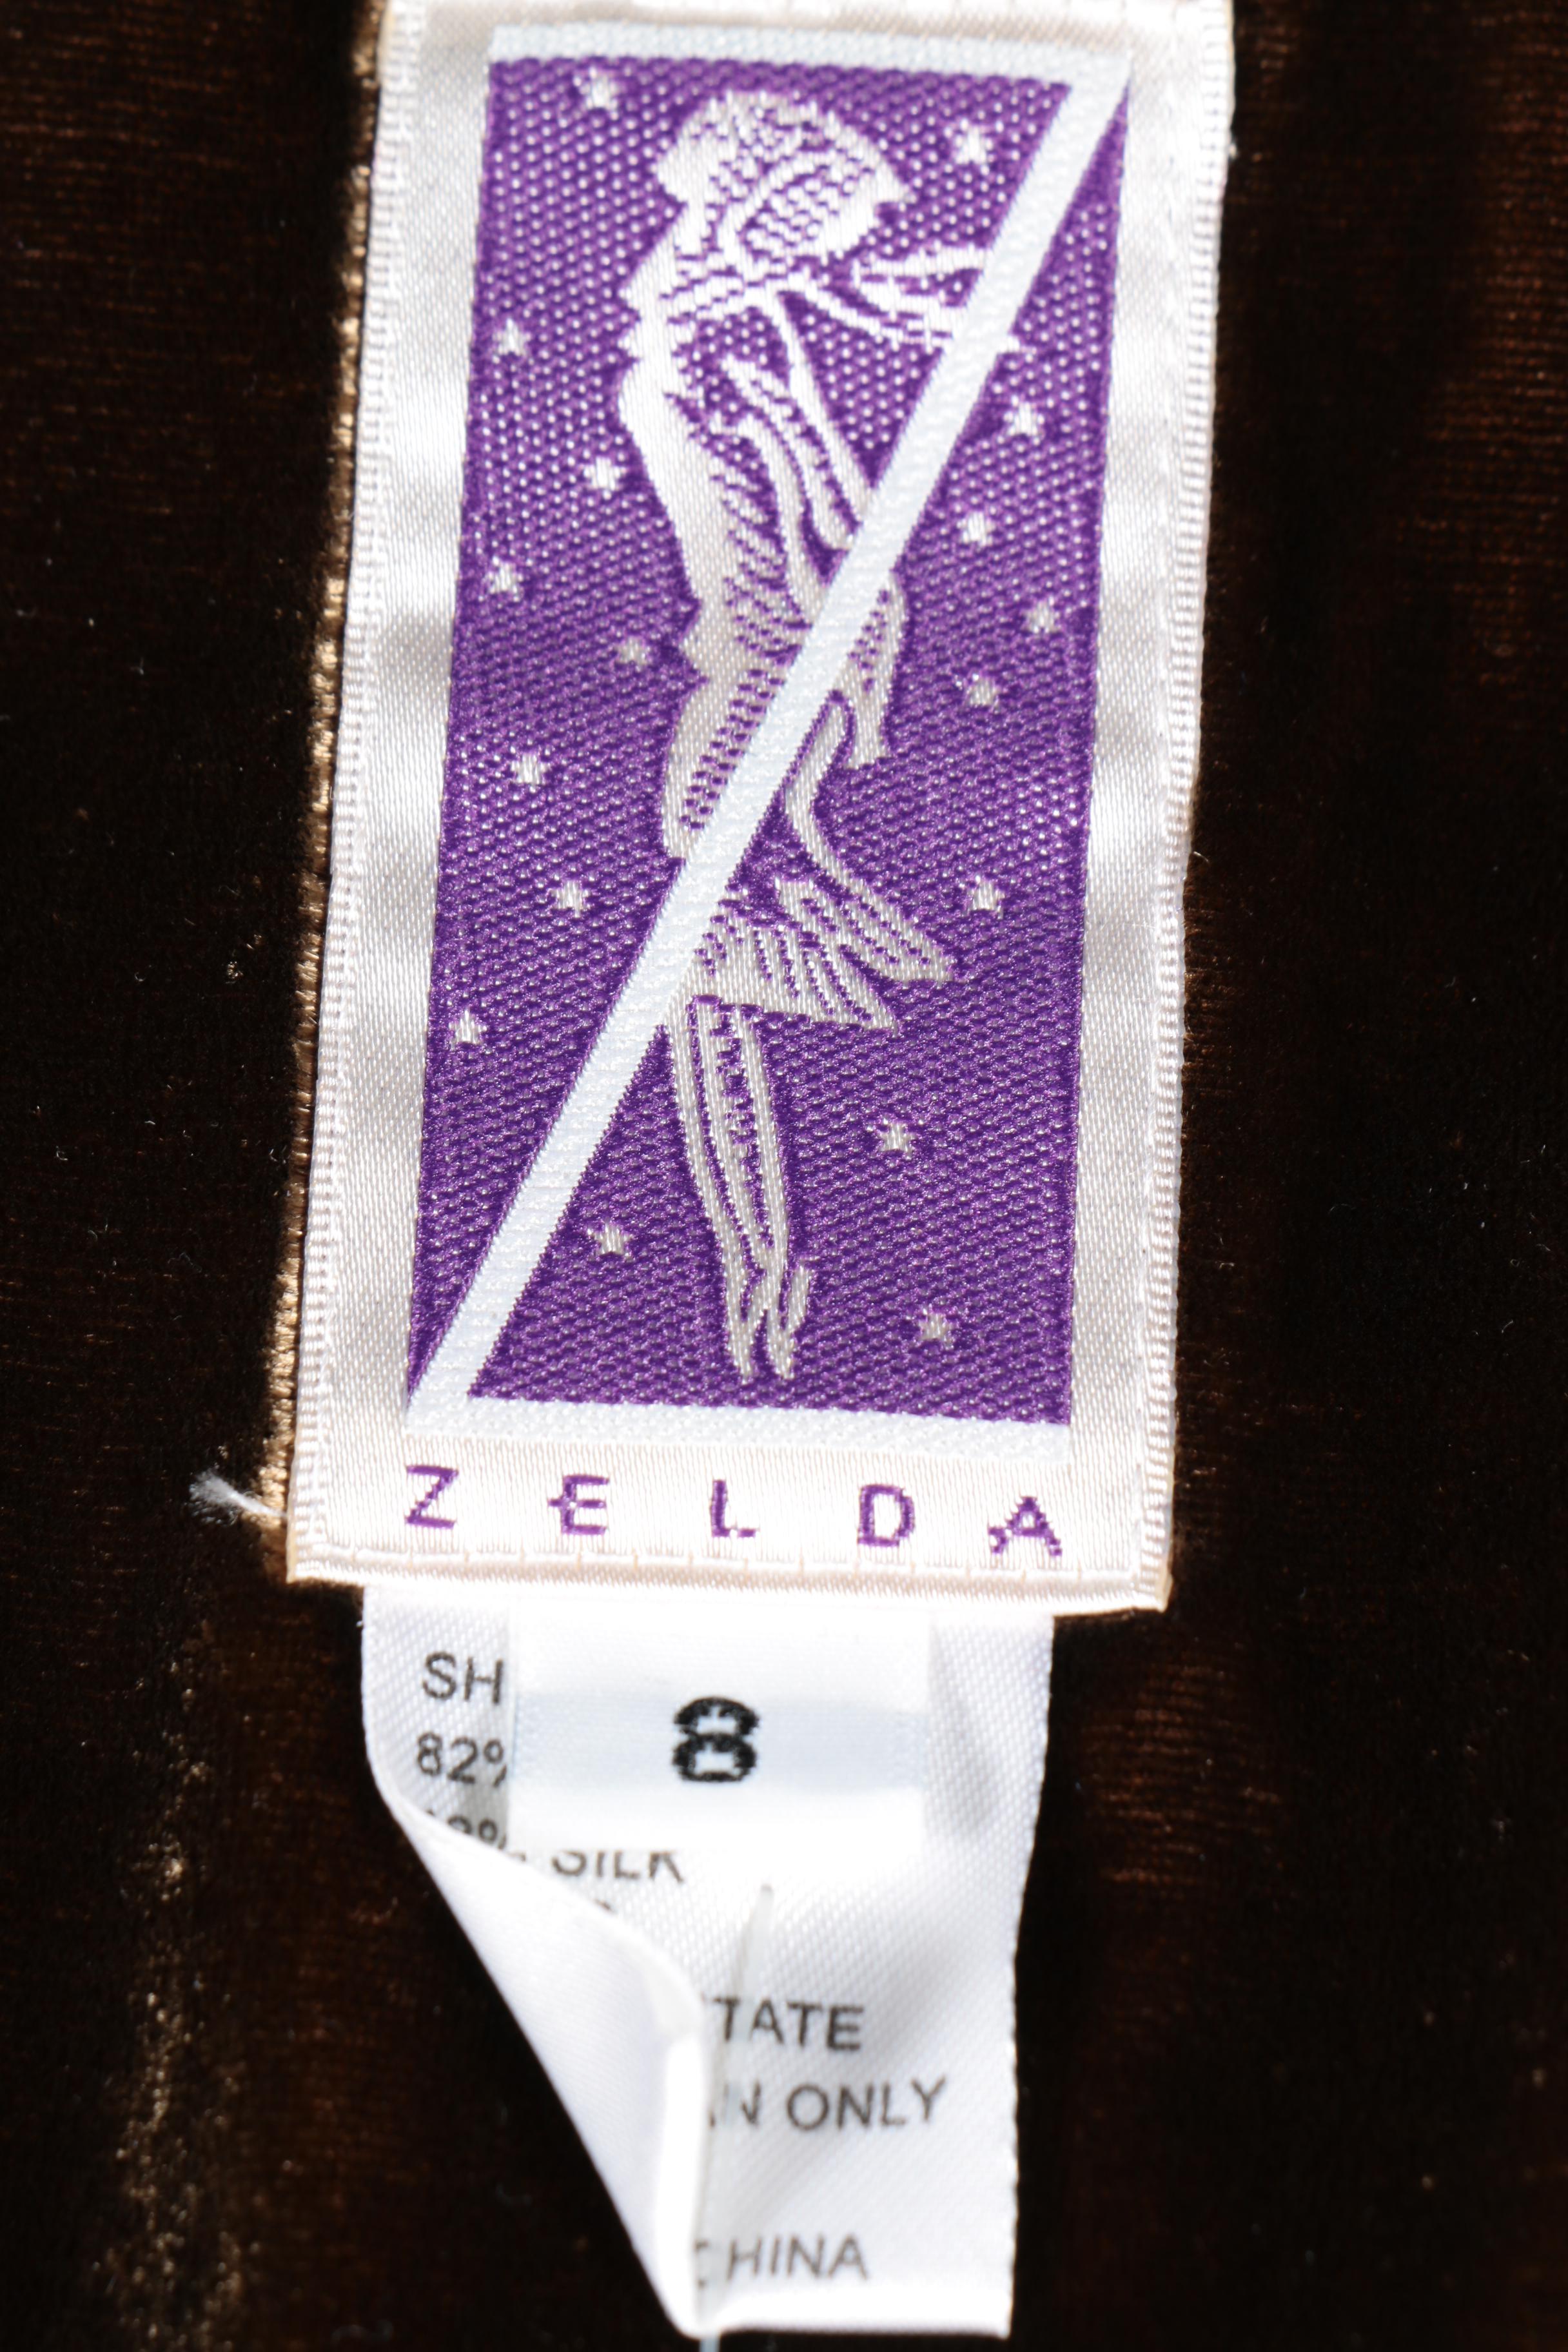 ZELDA
8
SH
82%
SILK
TATE
N ONLY
CHINA